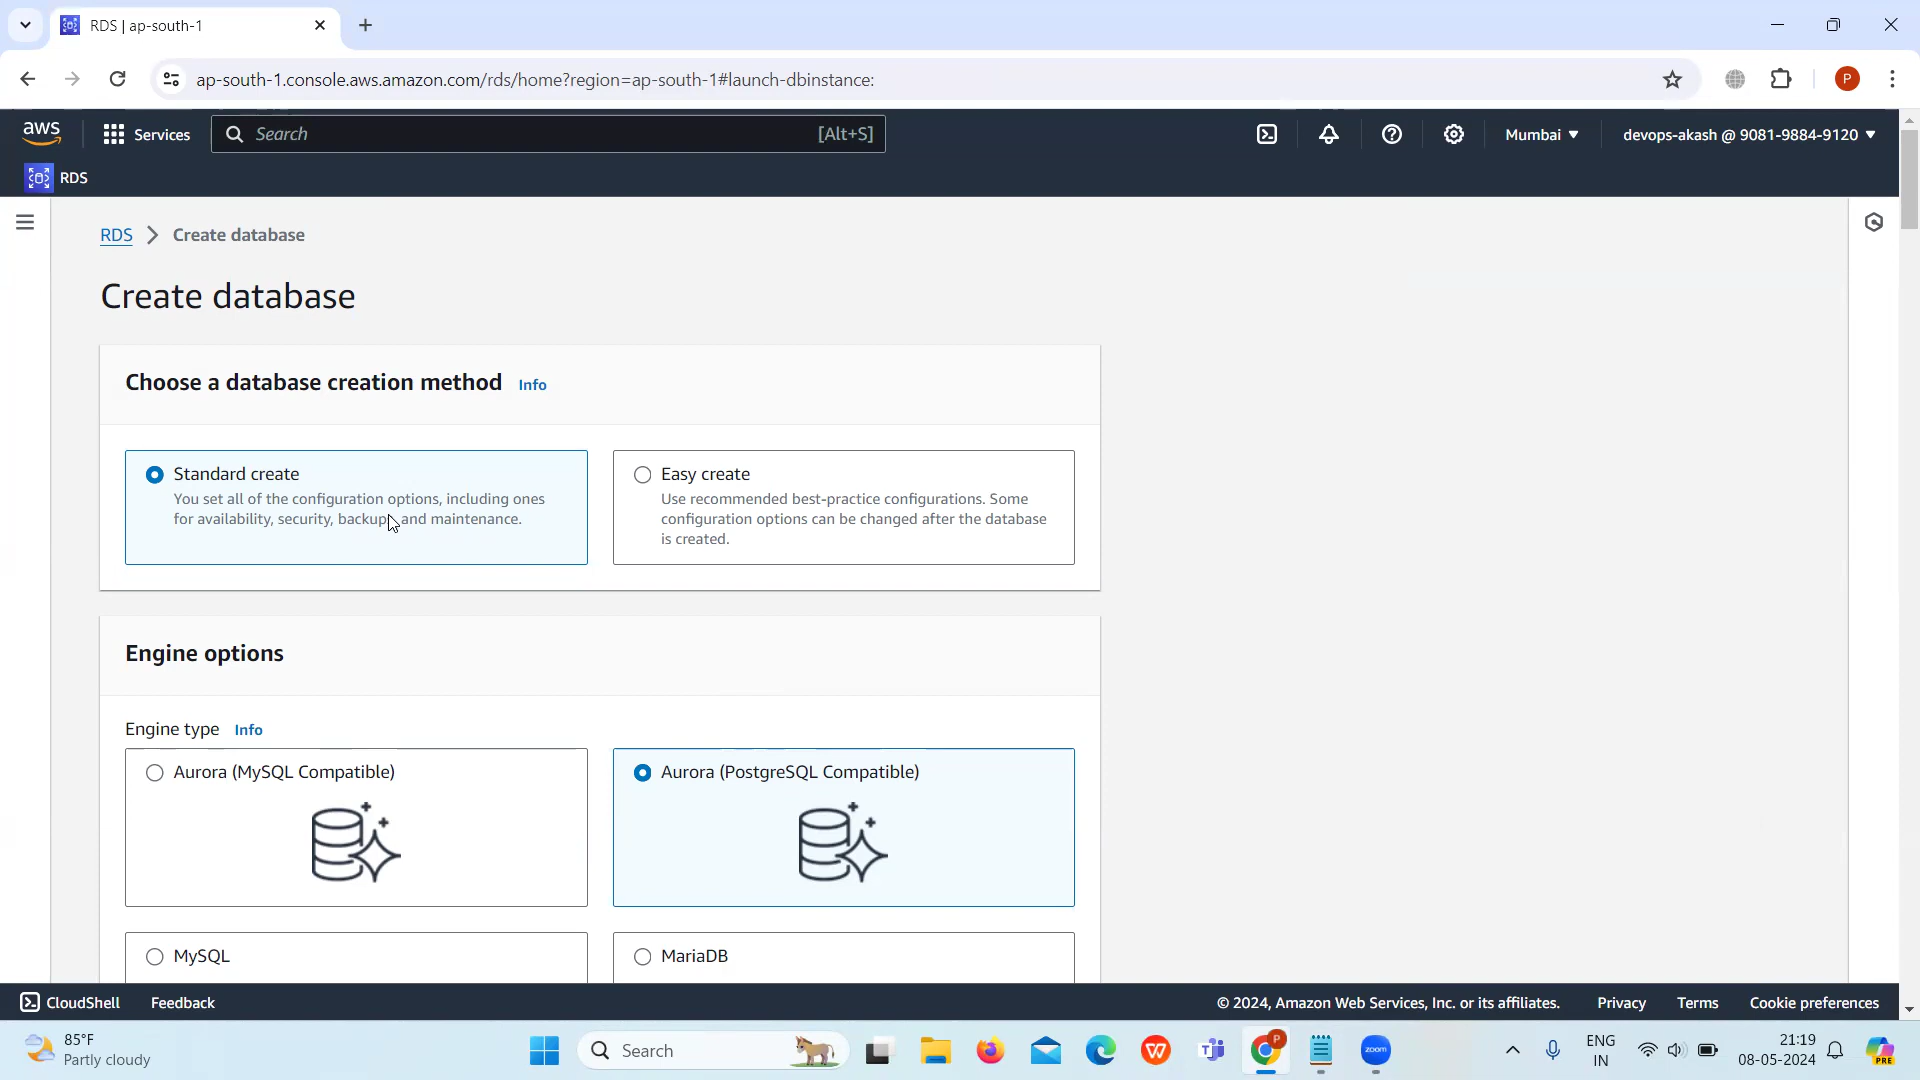 RDS | ap-south-1
ap-south-1.console.aws.amazon.com/rds/home?region=ap-south-1#launch-dbinstance:
P
aws
Services
Search
[Alt+S]
Mumbai
devops-akash @ 9081-9884-9120
RDS
RDS
Create database
Create database
Choose a database creation method Info
Standard create
You set all of the configuration options, including ones
for availability, security, backups, and maintenance.
Easy create
Use recommended best-practice configurations. Some
configuration options can be changed after the database
is created.
Engine options
Engine type Info
Aurora (MySQL Compatible)
Aurora (PostgreSQL Compatible)
MySQL
MariaDB
CloudShell
Feedback
© 2024, Amazon Web Services, Inc. or its affiliates.
Privacy
Terms
Cookie preferences
85°F
Partly cloudy
Search
W
T
P
zoom
ENG
IN
21:19
08-05-2024
PRE